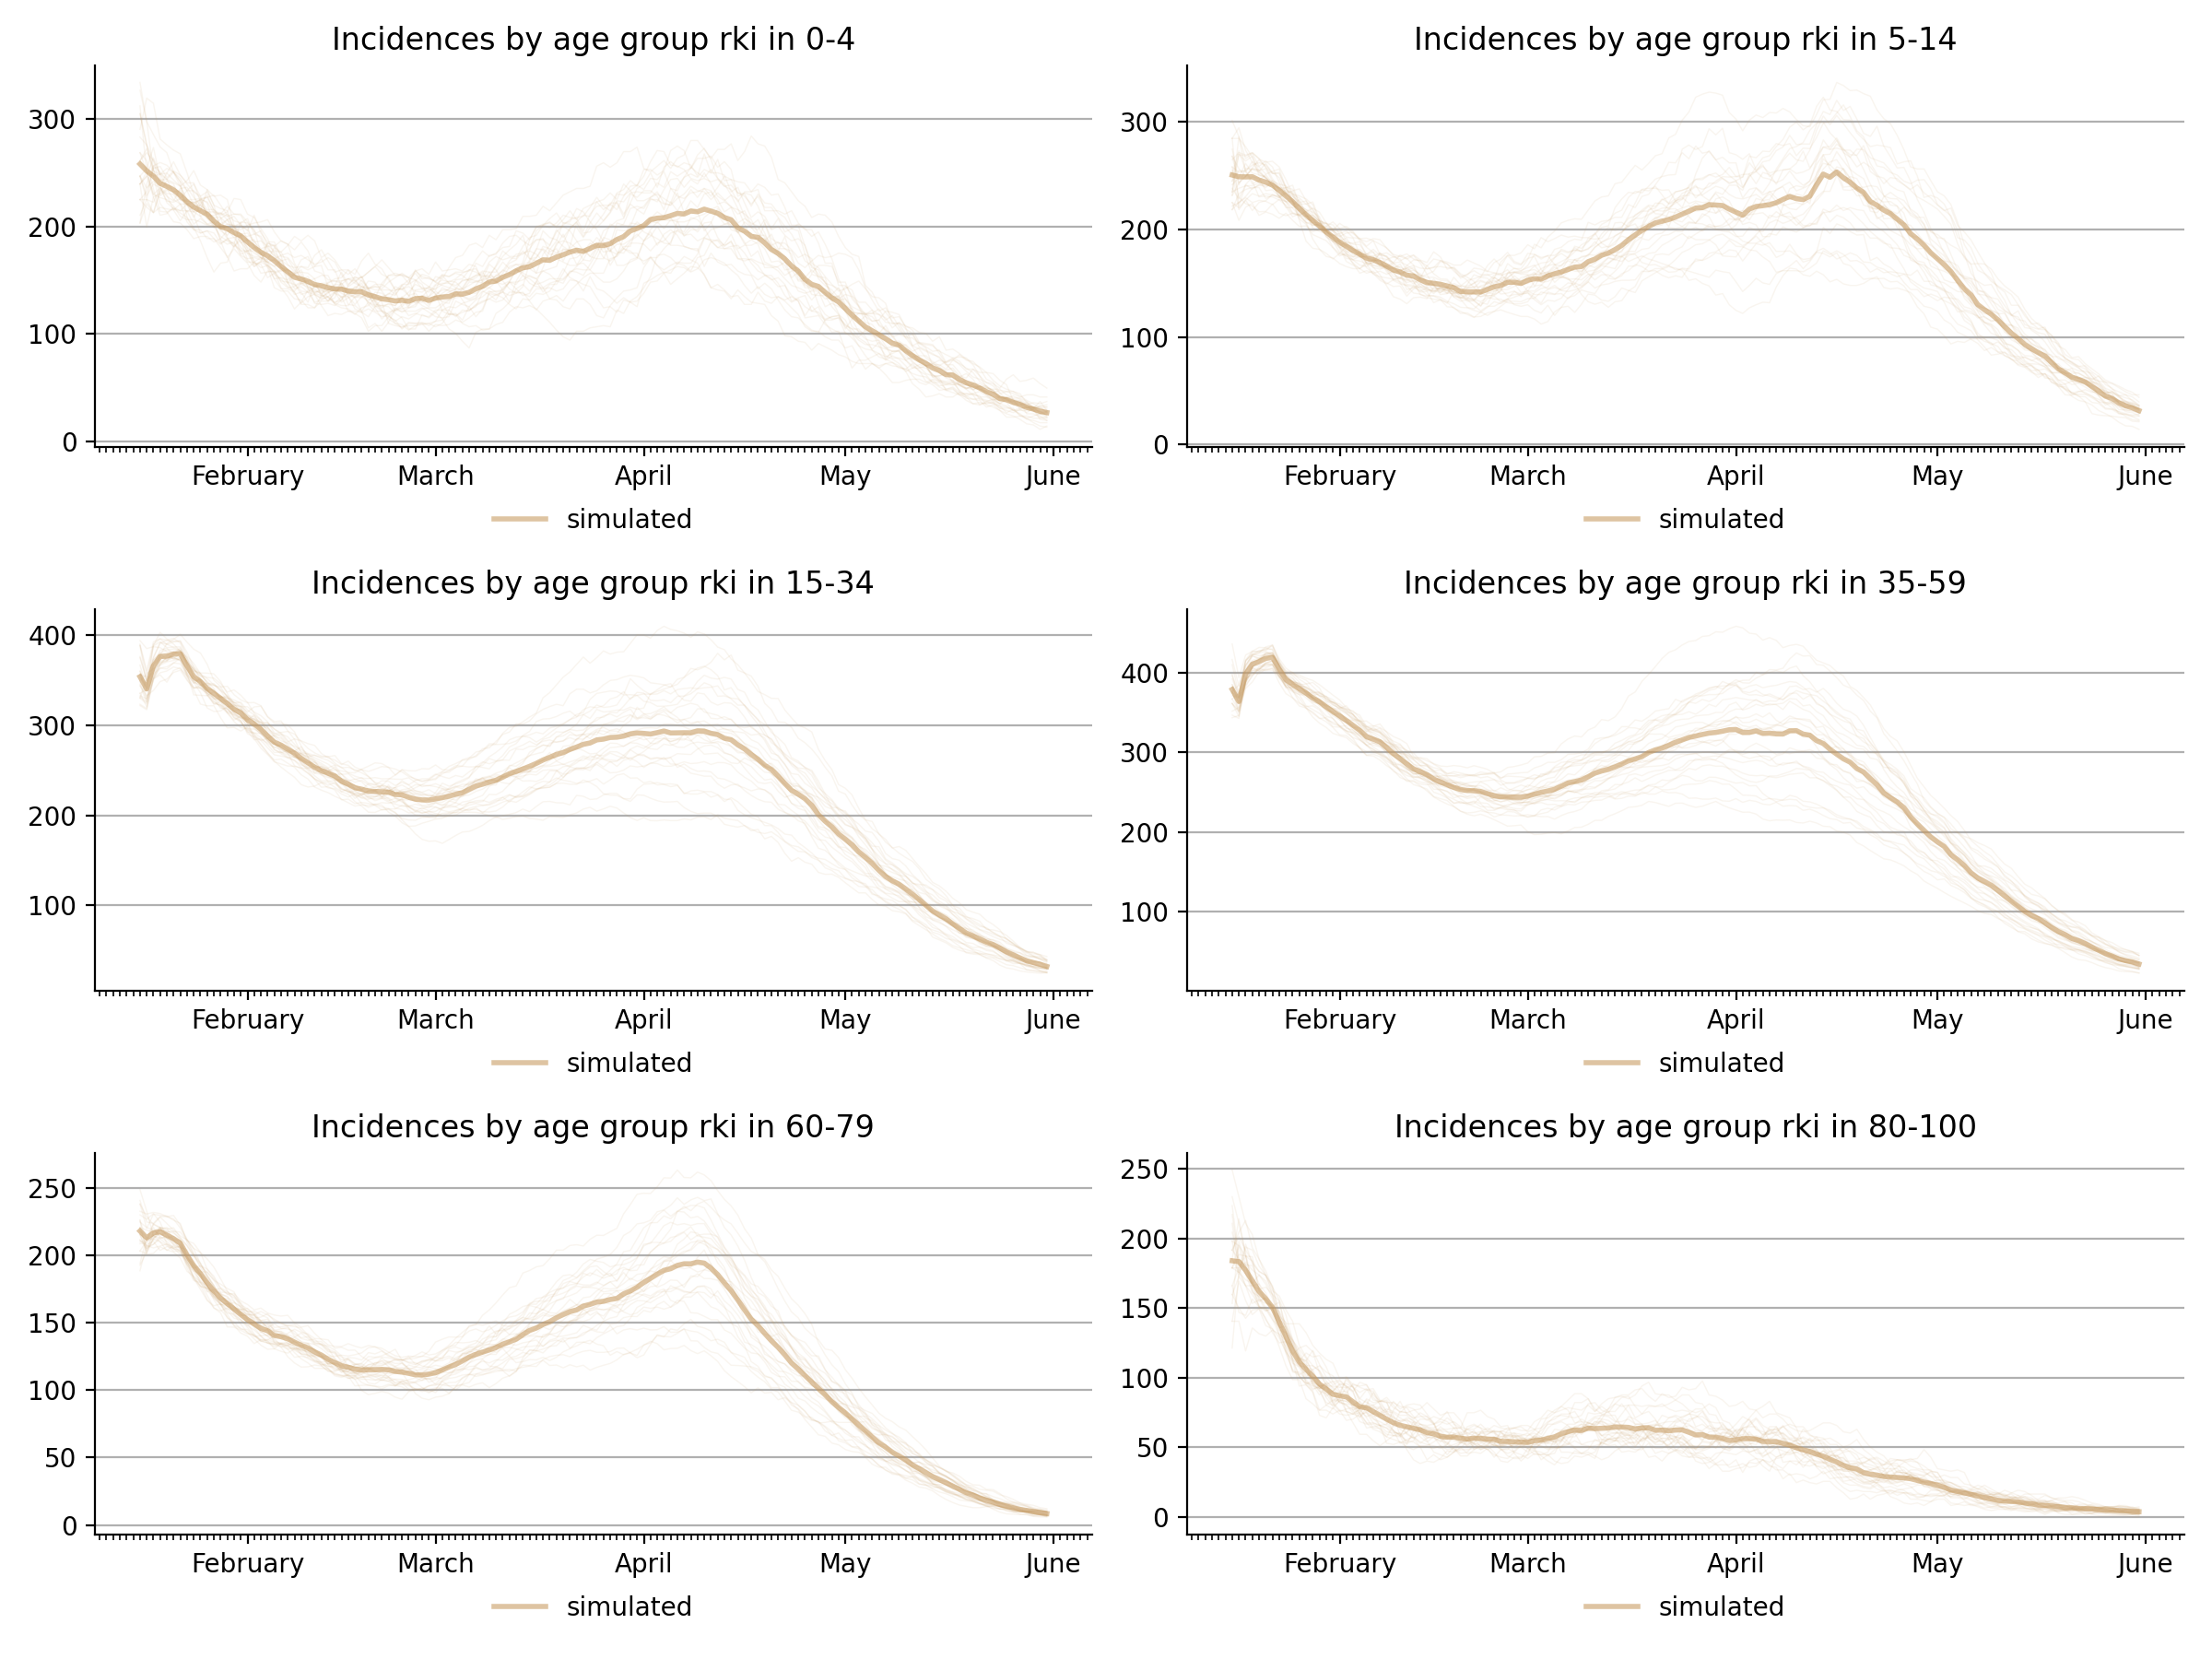 Incidences by age group rki in 0-4
300
200
100
0
February March April May June
simulated
Incidences by age group rki in 5-14
300
200
100
0
February March April May June
simulated
Incidences by age group rki in 15-34
400
300
200
100
February March April May June
simulated
Incidences by age group rki in 35-59
400
300
200
100
February March April May June
simulated
Incidences by age group rki in 60-79
250
200
150
100
50
0
February March April May June
simulated
Incidences by age group rki in 80-100
250
200
150
100
50
0
February March April May June
simulated